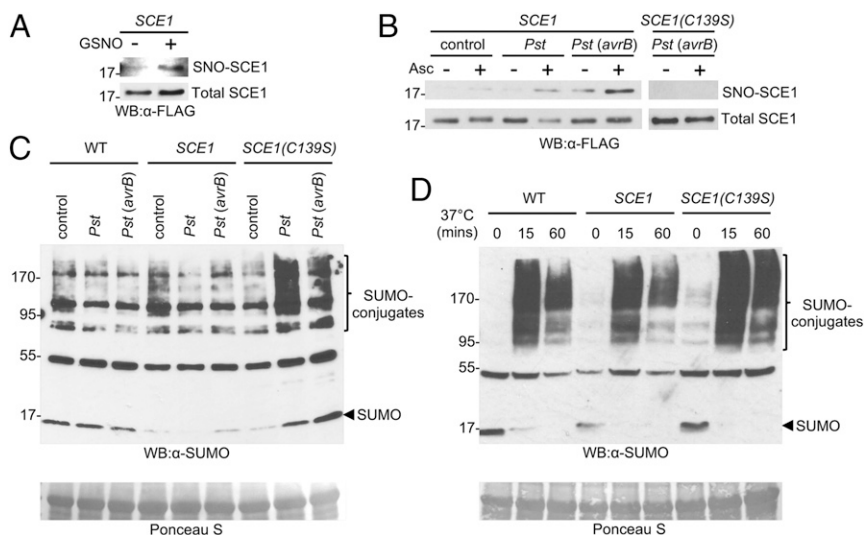 A
SCE1
GSNO - +
17- SNO-SCE1
17- Total SCE1
WB:α-FLAG
B
SCE1 SCE1(C139S)
control Pst Pst (avrB) Pst (avrB)
Asc - + - + - + - +
17- SNO-SCE1
17- Total SCE1
WB:α-FLAG
C
WT SCE1 SCE1(C139S)
control Pst Pst (avrB) control Pst Pst (avrB) control Pst Pst (avrB)
170-
95-
SUMO-
conjugates
55-
17- SUMO
WB:α-SUMO
Ponceau S
D
WT SCE1 SCE1(C139S)
37°C
(mins) 0 15 60 0 15 60 0 15 60
170-
95-
SUMO-
conjugates
55-
17- SUMO
WB:α-SUMO
Ponceau S